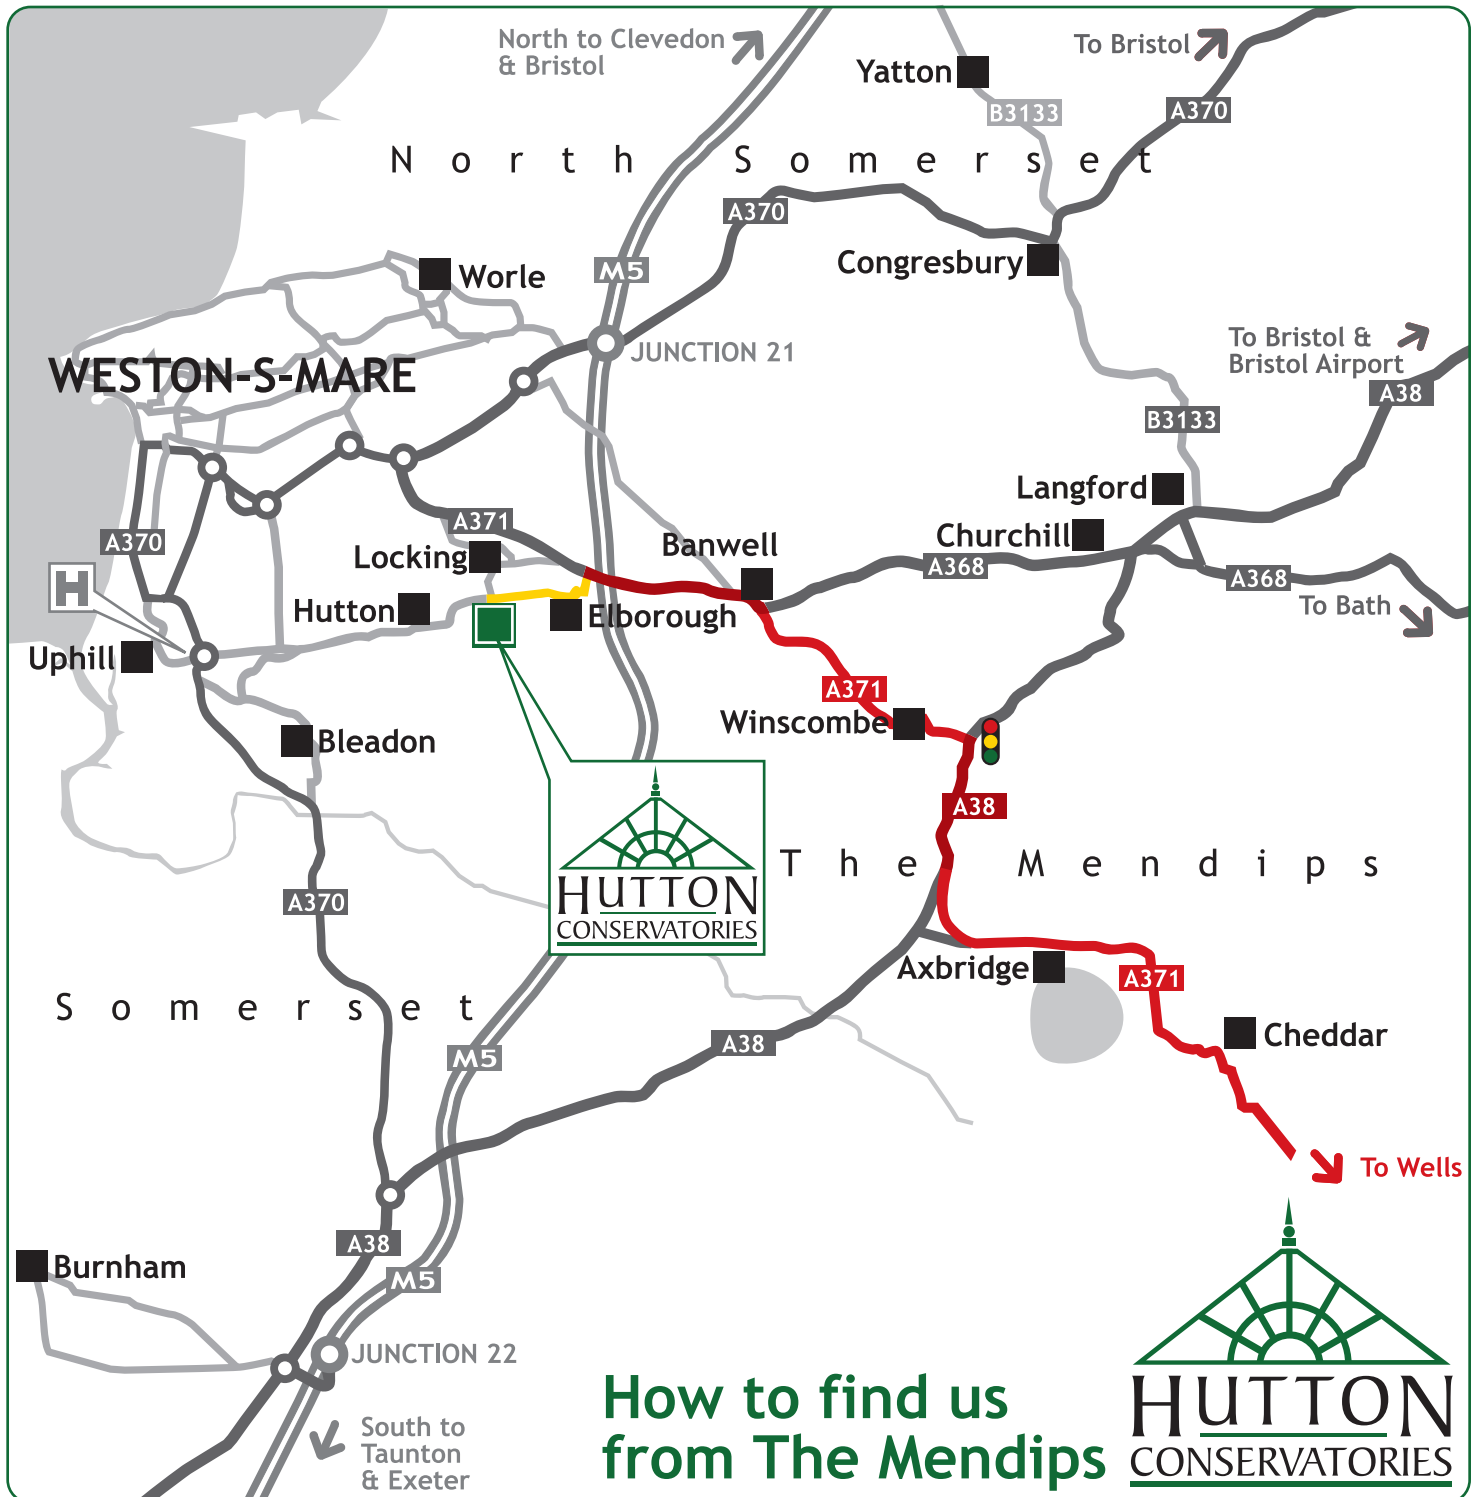 North to Clevedon
& Bristol
To Bristol
Yatton
B3133
A370
North Somerset
A370
Congresbury
M5
Worle
To Bristol &
Bristol Airport
JUNCTION 21
WESTON-S-MARE
A38
B3133
Langford
A371
Churchill
A370
Locking
Banwell
A368
A368
H
Hutton
Elborough
To Bath
Uphill
A371
Winscombe
Bleadon
A38
The Mendips
HUTTON
CONSERVATORIES
A370
Axbridge
A371
Somerset
Cheddar
A38
M5
To Wells
A38
Burnham
M5
JUNCTION 22
How to find us
from The Mendips
HUTTON
CONSERVATORIES
South to
Taunton
& Exeter